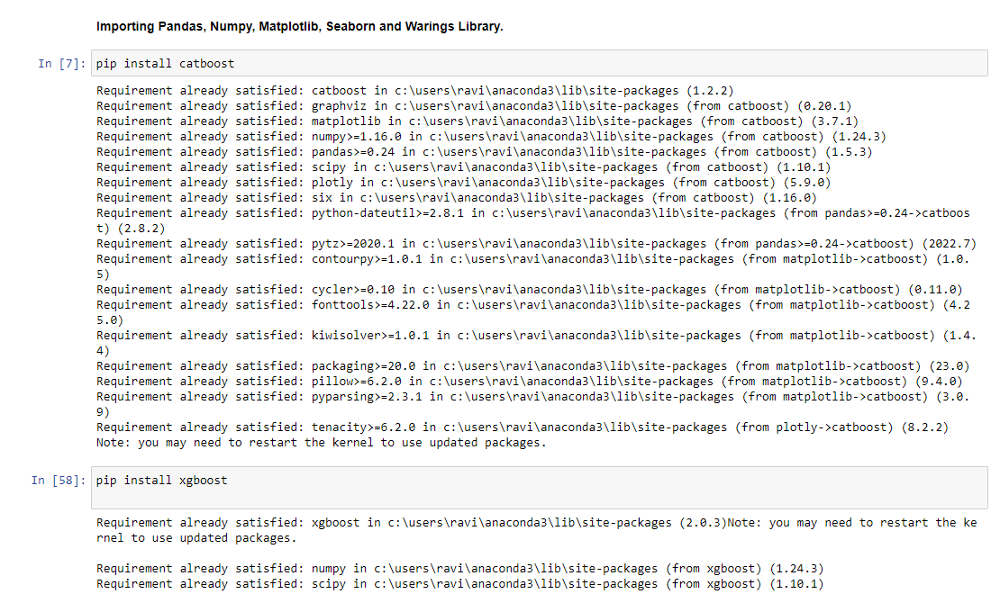 Importing Pandas, Numpy, Matplotlib, Seaborn and Warings Library.
In [7]: pip install catboost
Requirement already satisfied: catboost in c:\users\ravi\anaconda3\lib\site-packages (1.2.2)
Requirement already satisfied: graphviz in c:\users\ravi\anaconda3\lib\site-packages (from catboost) (0.20.1)
Requirement already satisfied: matplotlib in c:\users\ravi\anaconda3\lib\site-packages (from catboost) (3.7.1)
Requirement already satisfied: numpy>=1.16.0 in c:\users\ravi\anaconda3\lib\site-packages (from catboost) (1.24.3)
Requirement already satisfied: pandas>=0.24 in c:\users\ravi\anaconda3\lib\site-packages (from catboost) (1.5.3)
Requirement already satisfied: scipy in c:\users\ravi\anaconda3\lib\site-packages (from catboost) (1.10.1)
Requirement already satisfied: plotly in c:\users\ravi\anaconda3\lib\site-packages (from catboost) (5.9.0)
Requirement already satisfied: six in c:\users\ravi\anaconda3\lib\site-packages (from catboost) (1.16.0)
Requirement already satisfied: python-dateutil>=2.8.1 in c:\users\ravi\anaconda3\lib\site-packages (from pandas>=0.24->catboos
t) (2.8.2)
Requirement already satisfied: pytz>=2020.1 in c:\users\ravi\anaconda3\lib\site-packages (from pandas>=0.24->catboost) (2022.7)
Requirement already satisfied: contourpy>=1.0.1 in c:\users\ravi\anaconda3\lib\site-packages (from matplotlib->catboost) (1.0.
5)
Requirement already satisfied: cycler>=0.10 in c:\users\ravi\anaconda3\lib\site-packages (from matplotlib->catboost) (0.11.0)
Requirement already satisfied: fonttools>=4.22.0 in c:\users\ravi\anaconda3\lib\site-packages (from matplotlib->catboost) (4.2
5.0)
Requirement already satisfied: kiwisolver>=1.0.1 in c:\users\ravi\anaconda3\lib\site-packages (from matplotlib->catboost) (1.4.
4)
Requirement already satisfied: packaging>=20.0 in c:\users\ravi\anaconda3\lib\site-packages (from matplotlib->catboost) (23.0)
Requirement already satisfied: pillow>=6.2.0 in c:\users\ravi\anaconda3\lib\site-packages (from matplotlib->catboost) (9.4.0)
Requirement already satisfied: pyparsing>=2.3.1 in c:\users\ravi\anaconda3\lib\site-packages (from matplotlib->catboost) (3.0.
9)
Requirement already satisfied: tenacity>=6.2.0 in c:\users\ravi\anaconda3\lib\site-packages (from plotly->catboost) (8.2.2)
Note: you may need to restart the kernel to use updated packages.
In [58]: pip install xgboost
Requirement already satisfied: xgboost in c:\users\ravi\anaconda3\lib\site-packages (2.0.3)Note: you may need to restart the ke
rnel to use updated packages.
Requirement already satisfied: numpy in c:\users\ravi\anaconda3\lib\site-packages (from xgboost) (1.24.3)
Requirement already satisfied: scipy in c:\users\ravi\anaconda3\lib\site-packages (from xgboost) (1.10.1)